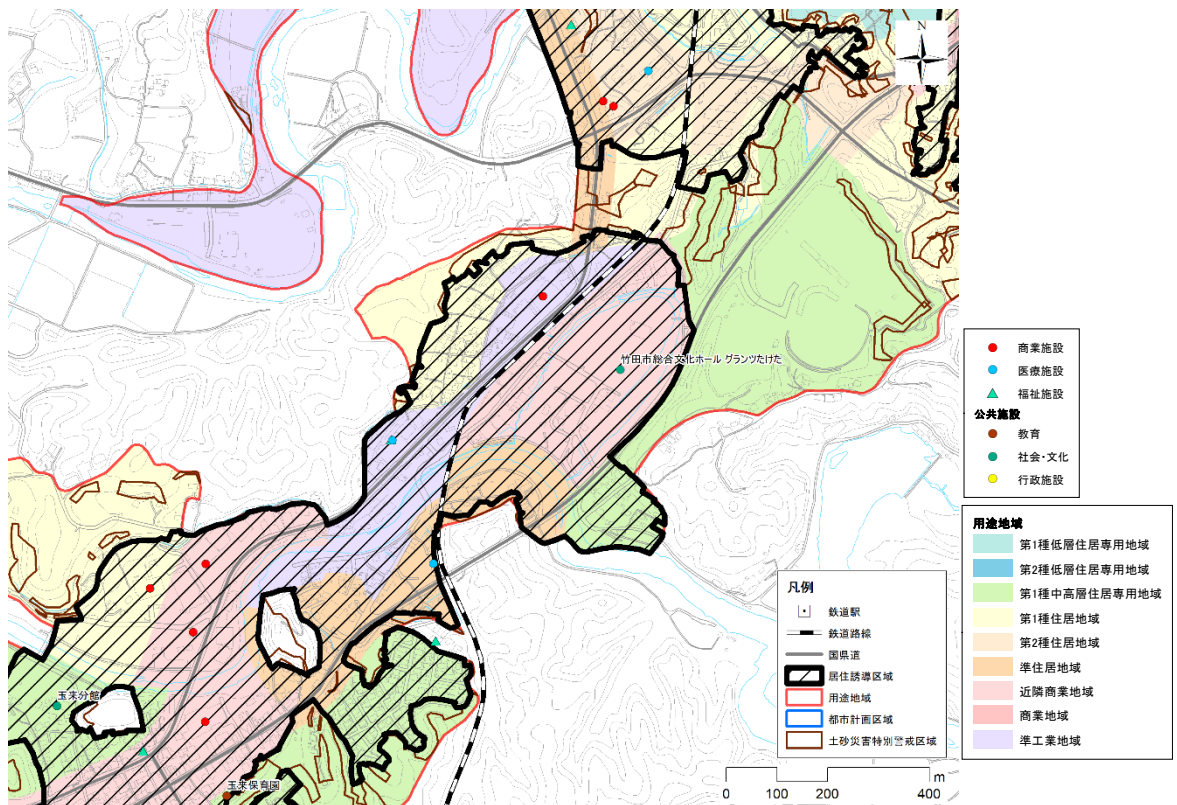 N
竹田市総合文化ホール グランツたけた
玉来分館
玉来保育園
商業施設
医療施設
福祉施設
公共施設
教育
社会・文化
行政施設
用途地域
第1種低層住居専用地域
第2種低層住居専用地域
第1種中高層住居専用地域
第1種住居地域
第2種住居地域
準住居地域
近隣商業地域
商業地域
準工業地域
凡例
鉄道駅
鉄道路線
国県道
居住誘導区域
用途地域
都市計画区域
土砂災害特別警戒区域
m
0 100 200 400